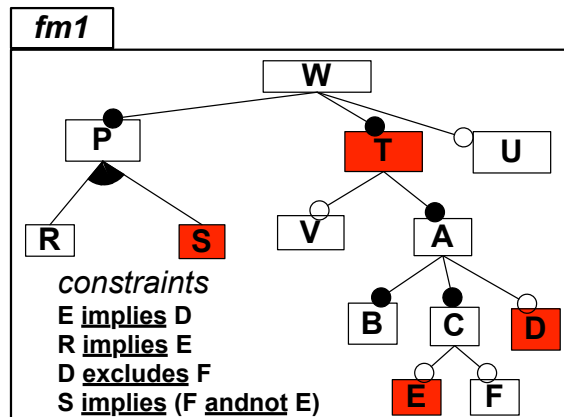 fm1
W
P
T
U
R
S
V
A
constraints
E implies D
R implies E
D excludes F
S implies (F andnot E)
B
C
D
E
F